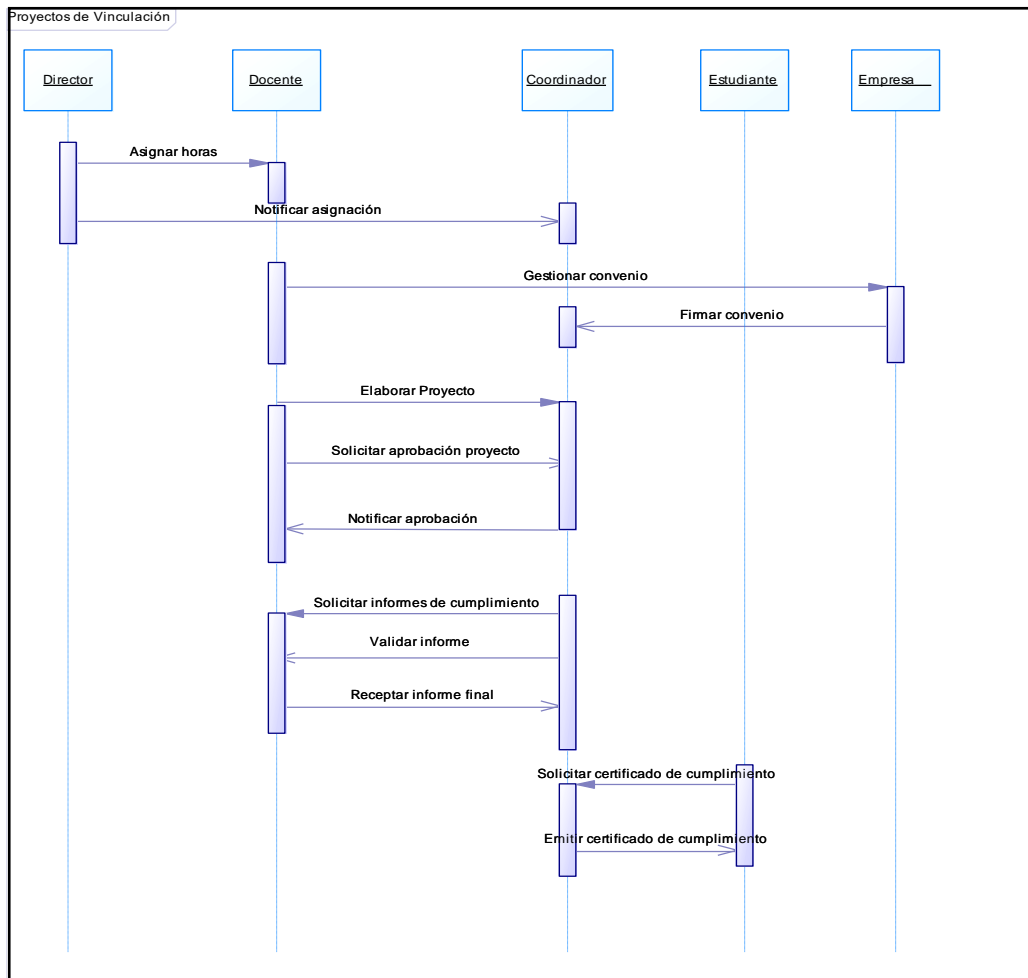 Proyectos de Vinculación
Director
Docente
Coordinador
Estudiante
Empresa__
Asignar horas
Notificar asignación
Gestionar convenio
Firmar convenio
Elaborar Proyecto
Solicitar aprobación proyecto
Notificar aprobación
Solicitar informes de cumplimiento
Validar informe
Receptar informe final
Solicitar certificado de cumplimiento
Emitir certificado de cumplimiento